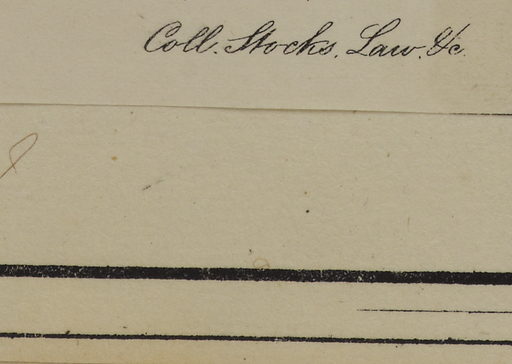 Coll. Stocks, Law, &c